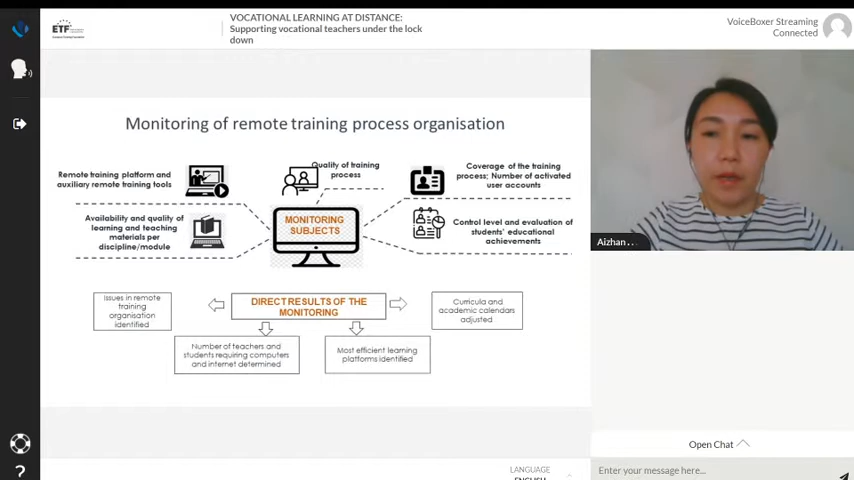 VOCATIONAL LEARNING AT DISTANCE:
Supporting vocational teachers under the lock
down
ETF
VoiceBoxer Streaming
Connected
Monitoring of remote training process organisation
Remote training platform and
auxiliary remote training tools
Quality of training
process
Coverage of the training
process; Number of activated
user accounts
Availability and quality of
learning and teaching
materials per
discipline/module
MONITORING
SUBJECTS
Control level and evaluation of
students' educational
achievements
Aizhan . .
Issues in remote
training
organisation
identified
DIRECT RESULTS OF THE
MONITORING
Curricula and
academic calendars
adjusted
Number of teachers and
students requiring computers
and internet determined
Most efficient learning
platforms identified
Open Chat
LANGUAGE
ENGLISH
Enter your message here...
?